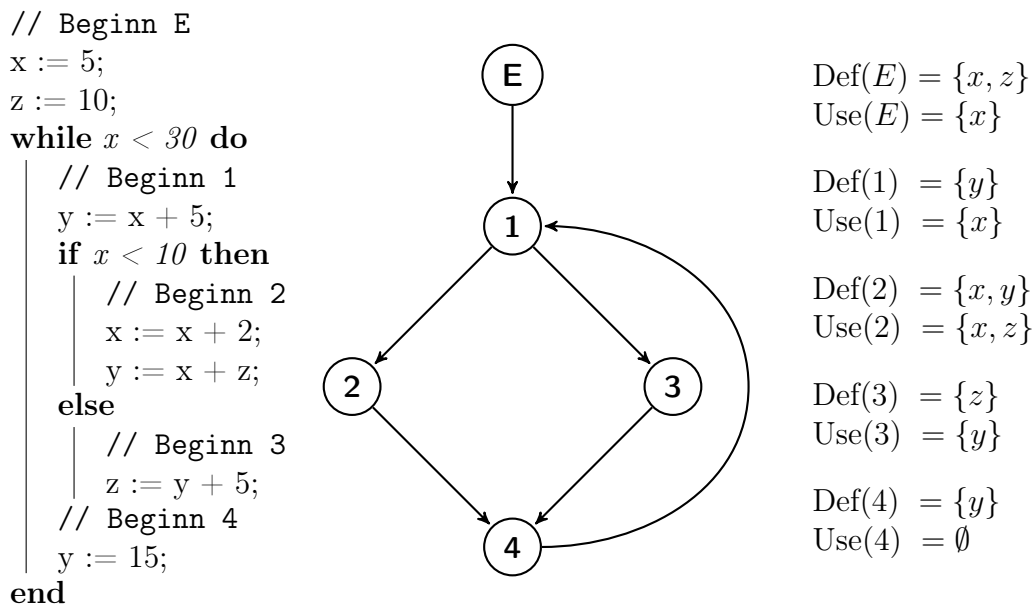 // Beginn E
x := 5;
z := 10;
while x < 30 do
// Beginn 1
y := x + 5;
if x < 10 then
// Beginn 2
x := x + 2;
y := x + z;
else
// Beginn 3
z := y + 5;
// Beginn 4
y := 15;
end
E
1
2
3
4
Def(E) = {x, z}
Use(E) = {x}
Def(1) = {y}
Use(1) = {x}
Def(2) = {x, y}
Use(2) = {x, z}
Def(3) = {z}
Use(3) = {y}
Def(4) = {y}
Use(4) = ∅